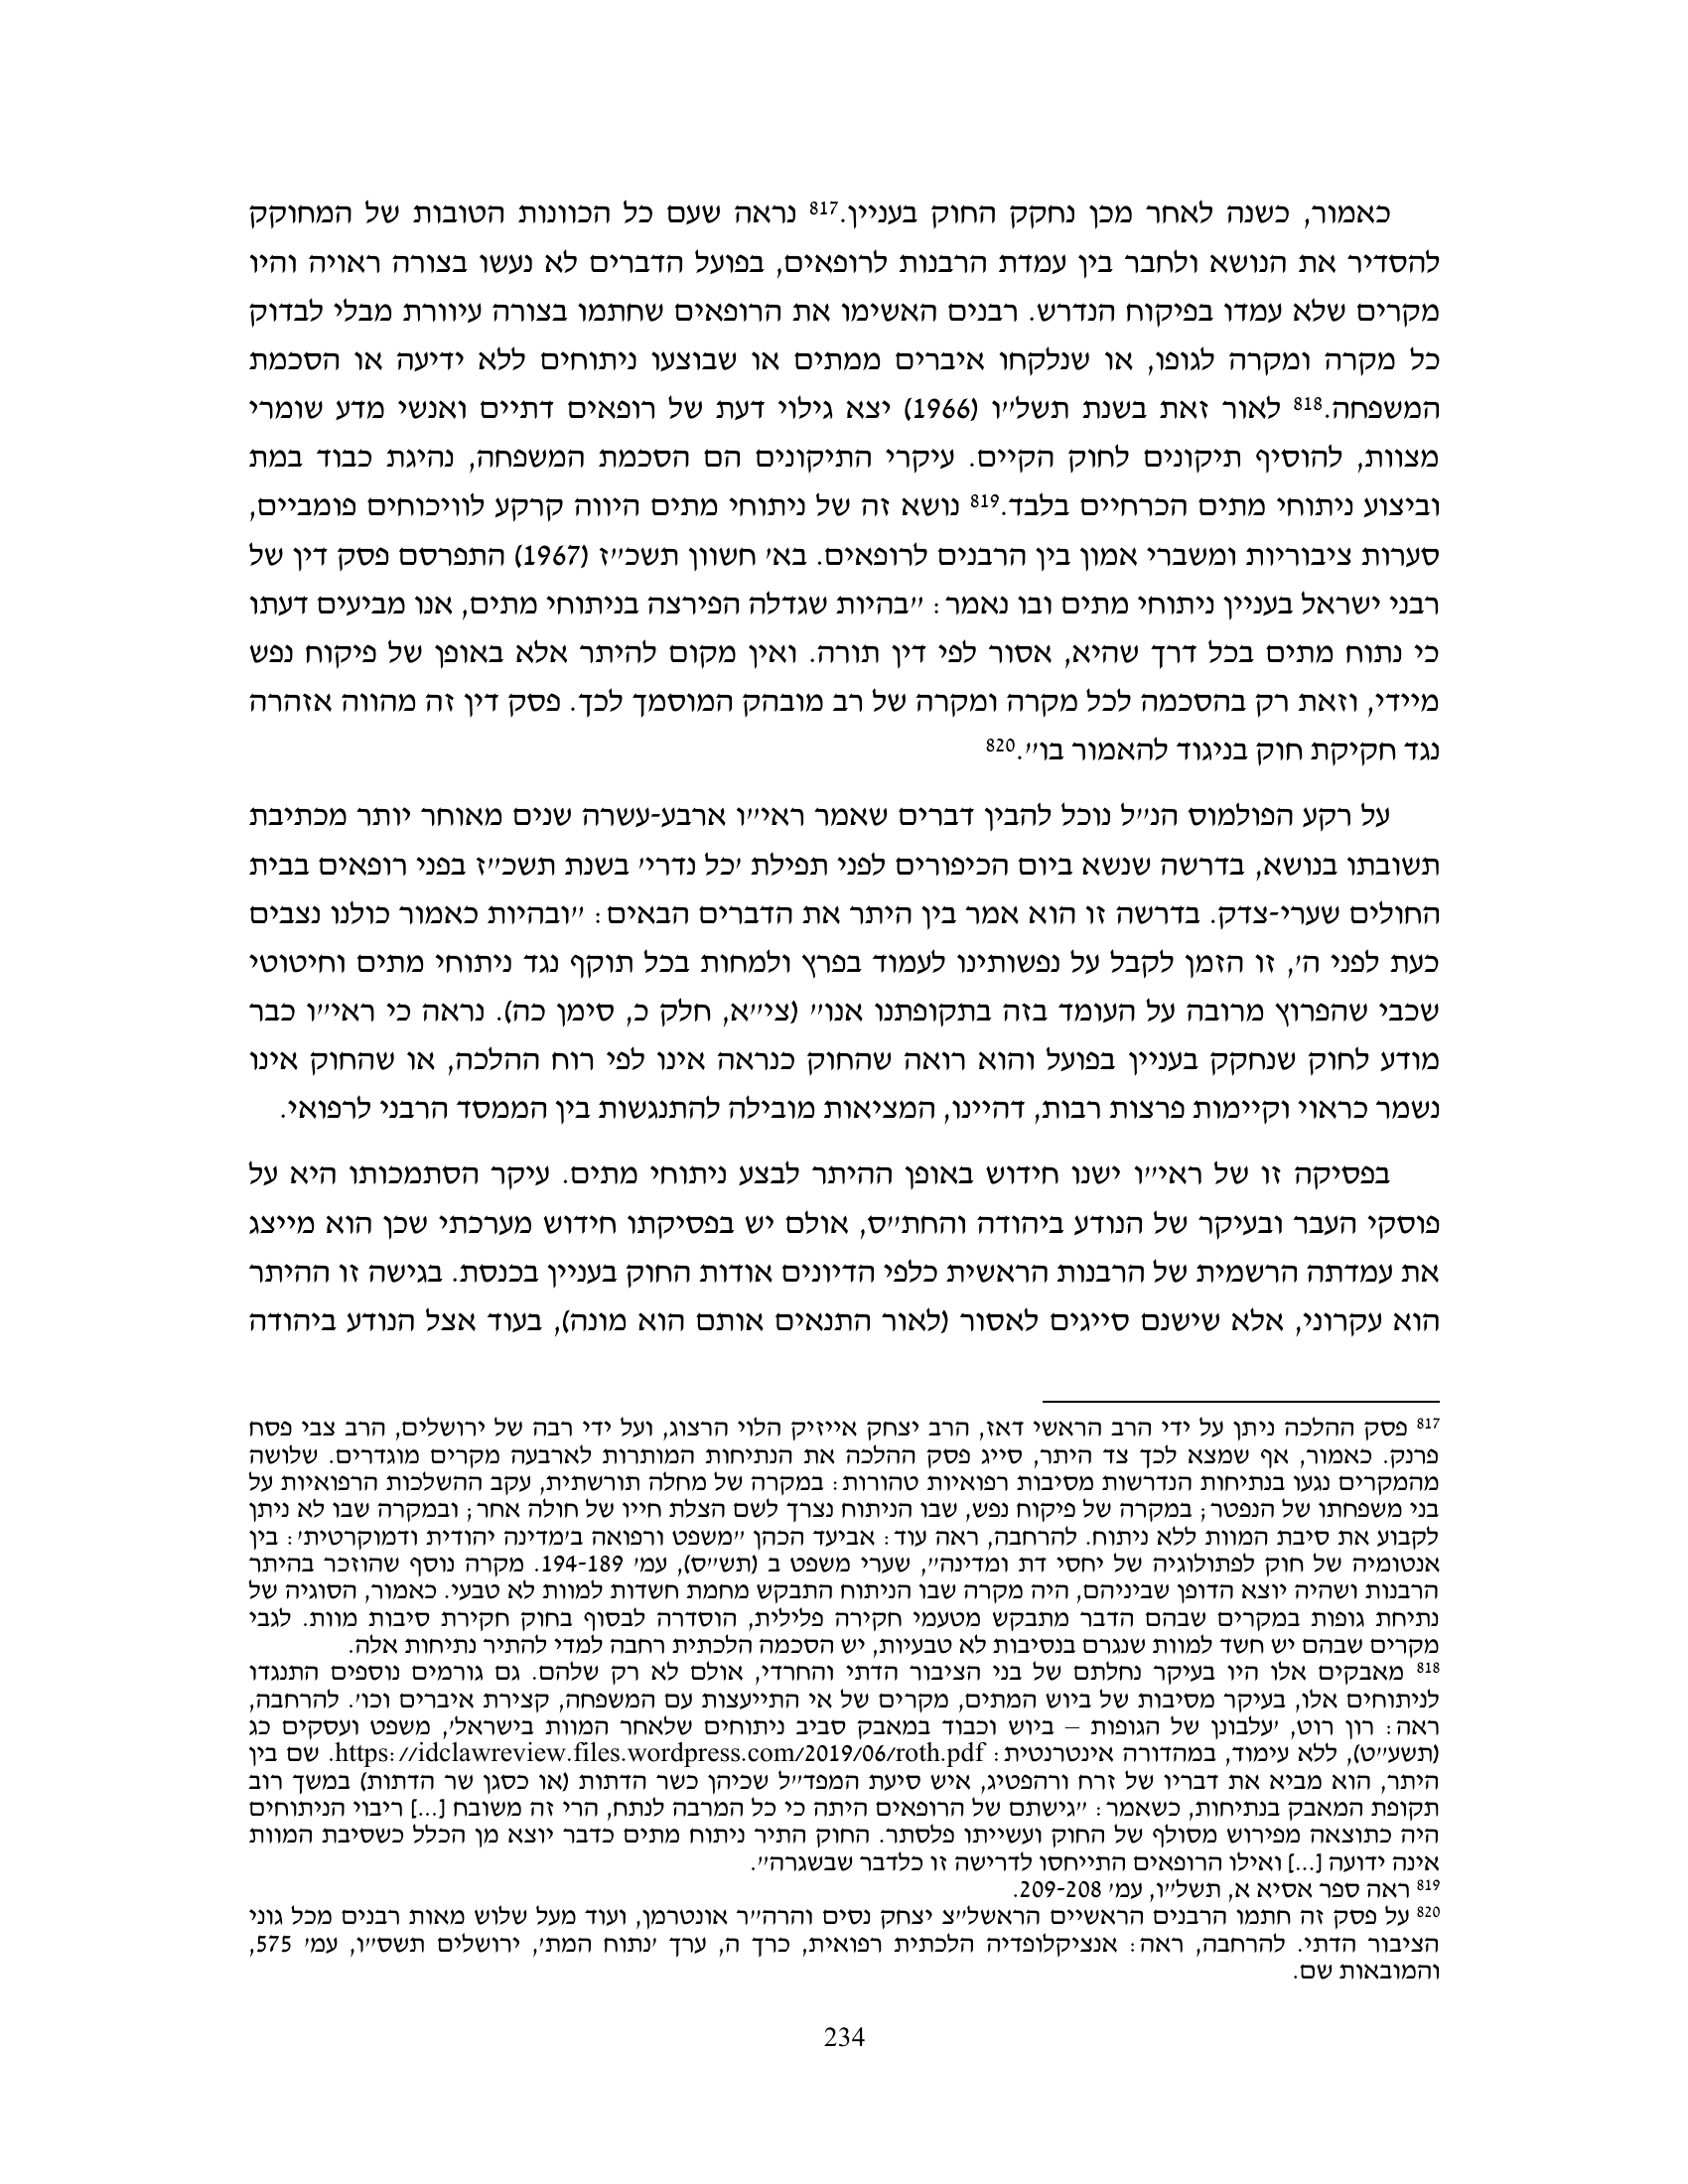 כאמור, כשנה לאחר מכן נחקק החוק בעניין.817 נראה שעם כל הכוונות הטובות של המחוקק
להסדיר את הנושא ולחבר בין עמדת הרבנות לרופאים, בפועל הדברים לא נעשו בצורה ראויה והיו
מקרים שלא עמדו בפיקוח הנדרש. רבנים האשימו את הרופאים שחתמו בצורה עיוורת מבלי לבדוק
כל מקרה ומקרה לגופו, או שנלקחו איברים ממתים או שבוצעו ניתוחים ללא ידיעה או הסכמת
המשפחה.818 לאור זאת בשנת תשל״ו (1966) יצא גילוי דעת של רופאים דתיים ואנשי מדע שומרי
מצוות, להוסיף תיקונים לחוק הקיים. עיקרי התיקונים הם הסכמת המשפחה, נהיגת כבוד במת
וביצוע ניתוחי מתים הכרחיים בלבד.819 נושא זה של ניתוחי מתים היווה קרקע לוויכוחים פומביים,
סערות ציבוריות ומשברי אמון בין הרבנים לרופאים. בא׳ חשוון תשכ״ז (1967) התפרסם פסק דין של
רבני ישראל בעניין ניתוחי מתים ובו נאמר: ״בהיות שגדלה הפירצה בניתוחי מתים, אנו מביעים דעתו
כי נתוח מתים בכל דרך שהיא, אסור לפי דין תורה. ואין מקום להיתר אלא באופן של פיקוח נפש
מיידי, וזאת רק בהסכמה לכל מקרה ומקרה של רב מובהק המוסמך לכך. פסק דין זה מהווה אזהרה
נגד חקיקת חוק בניגוד להאמור בו״.820
על רקע הפולמוס הנ״ל נוכל להבין דברים שאמר ראי״ו ארבע-עשרה שנים מאוחר יותר מכתיבת
תשובתו בנושא, בדרשה שנשא ביום הכיפורים לפני תפילת ׳כל נדרי׳ בשנת תשכ״ז בפני רופאים בבית
החולים שערי-צדק. בדרשה זו הוא אמר בין היתר את הדברים הבאים: ״ובהיות כאמור כולנו נצבים
כעת לפני ה׳, זו הזמן לקבל על נפשותינו לעמוד בפרץ ולמחות בכל תוקף נגד ניתוחי מתים וחיטוטי
שכבי שהפרוץ מרובה על העומד בזה בתקופתנו אנו״ (צי״א, חלק כ, סימן כה). נראה כי ראי״ו כבר
מודע לחוק שנחקק בעניין בפועל והוא רואה שהחוק כנראה אינו לפי רוח ההלכה, או שהחוק אינו
נשמר כראוי וקיימות פרצות רבות, דהיינו, המציאות מובילה להתנגשות בין הממסד הרבני לרפואי.
בפסיקה זו של ראי״ו ישנו חידוש באופן ההיתר לבצע ניתוחי מתים. עיקר הסתמכותו היא על
פוסקי העבר ובעיקר של הנודע ביהודה והחת״ס, אולם יש בפסיקתו חידוש מערכתי שכן הוא מייצג
את עמדתה הרשמית של הרבנות הראשית כלפי הדיונים אודות החוק בעניין בכנסת. בגישה זו ההיתר
הוא עקרוני, אלא שישנם סייגים לאסור (לאור התנאים אותם הוא מונה), בעוד אצל הנודע ביהודה
817 פסק ההלכה ניתן על ידי הרב הראשי דאז, הרב יצחק אייזיק הלוי הרצוג, ועל ידי רבה של ירושלים, הרב צבי פסח
פרנק. כאמור, אף שמצא לכך צד היתר, סייג פסק ההלכה את הנתיחות המותרות לארבעה מקרים מוגדרים. שלושה
מהמקרים נגעו בנתיחות הנדרשות מסיבות רפואיות טהורות: במקרה של מחלה תורשתית, עקב ההשלכות הרפואיות על
בני משפחתו של הנפטר; במקרה של פיקוח נפש, שבו הניתוח נצרך לשם הצלת חייו של חולה אחר; ובמקרה שבו לא ניתן
לקבוע את סיבת המוות ללא ניתוח. להרחבה, ראה עוד: אביעד הכהן ״משפט ורפואה ב׳מדינה יהודית ודמוקרטית׳: בין
אנטומיה של חוק לפתולוגיה של יחסי דת ומדינה״, שערי משפט ב (תש״ס), עמ׳ 194-189. מקרה נוסף שהוזכר בהיתר
הרבנות ושהיה יוצא הדופן שביניהם, היה מקרה שבו הניתוח התבקש מחמת חשדות למוות לא טבעי. כאמור, הסוגיה של
נתיחת גופות במקרים שבהם הדבר מתבקש מטעמי חקירה פלילית, הוסדרה לבסוף בחוק חקירת סיבות מוות. לגבי
מקרים שבהם יש חשד למוות שנגרם בנסיבות לא טבעיות, יש הסכמה הלכתית רחבה למדי להתיר נתיחות אלה.
818 מאבקים אלו היו בעיקר נחלתם של בני הציבור הדתי והחרדי, אולם לא רק שלהם. גם גורמים נוספים התנגדו
לניתוחים אלו, בעיקר מסיבות של ביוש המתים, מקרים של אי התייעצות עם המשפחה, קצירת איברים וכו׳. להרחבה,
ראה: רון רוט, ׳עלבונן של הגופות – ביוש וכבוד במאבק סביב ניתוחים שלאחר המוות בישראל׳, משפט ועסקים כג
(תשע״ט), ללא עימוד, במהדורה אינטרנטית: https://idclawreview.files.wordpress.com/2019/06/roth.pdf. שם בין
היתר, הוא מביא את דבריו של זרח ורהפטיג, איש סיעת המפד״ל שכיהן כשר הדתות (או כסגן שר הדתות) במשך רוב
תקופת המאבק בנתיחות, כשאמר: ״גישתם של הרופאים היתה כי כל המרבה לנתח, הרי זה משובח [...] ריבוי הניתוחים
היה כתוצאה מפירוש מסולף של החוק ועשייתו פלסתר. החוק התיר ניתוח מתים כדבר יוצא מן הכלל כשסיבת המוות
אינה ידועה [...] ואילו הרופאים התייחסו לדרישה זו כלדבר שבשגרה״.
819 ראה ספר אסיא א, תשל״ו, עמ׳ 209-208.
820 על פסק זה חתמו הרבנים הראשיים הראשל״צ יצחק נסים והרה״ר אונטרמן, ועוד מעל שלוש מאות רבנים מכל גוני
הציבור הדתי. להרחבה, ראה: אנציקלופדיה הלכתית רפואית, כרך ה, ערך ׳נתוח המת׳, ירושלים תשס״ו, עמ׳ 575,
והמובאות שם.
234